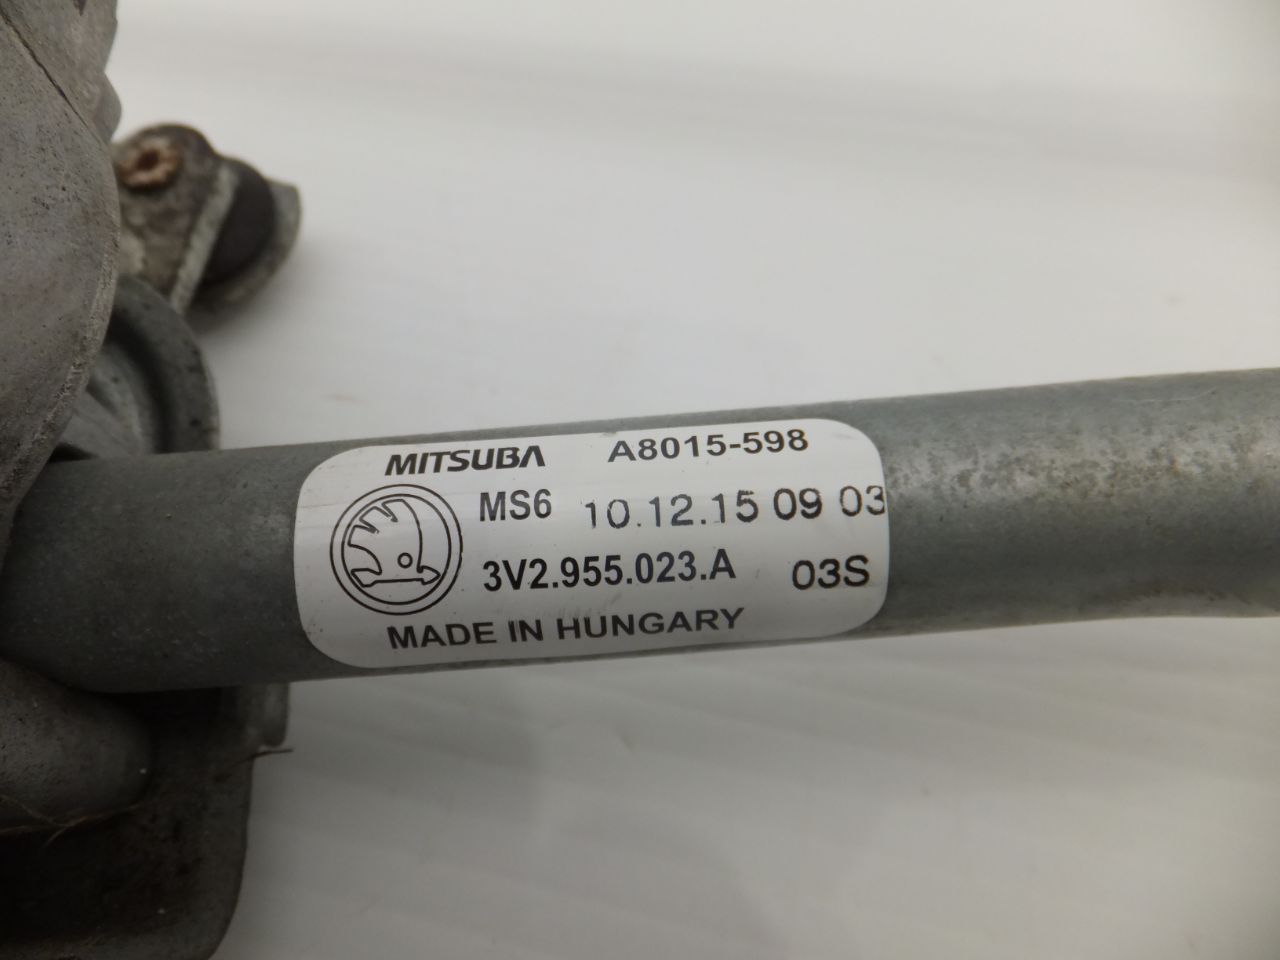 MITSUBA A8015-598
MS6 10.12.15 09 03
3V2.955.023.A 03S
MADE IN HUNGARY